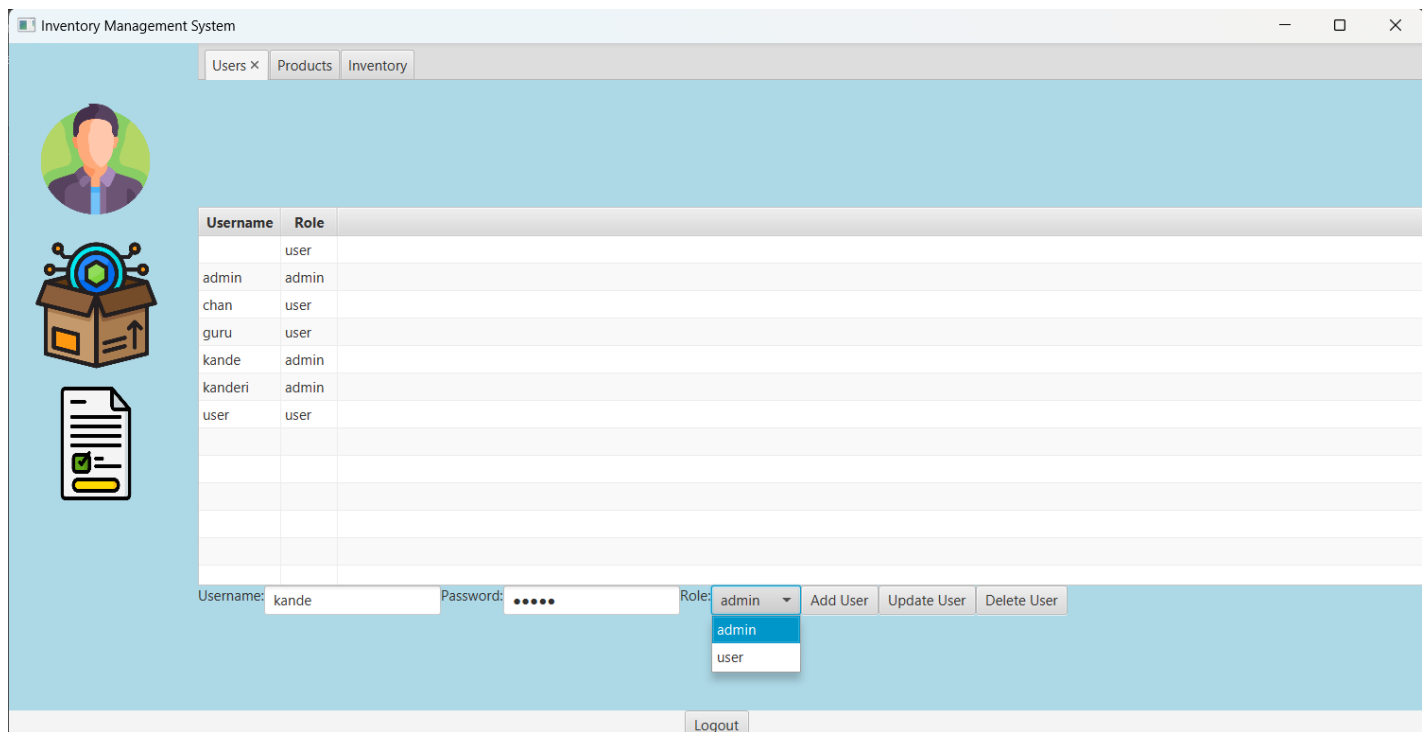 Inventory Management System
Users × Products Inventory
Username Role
user
admin admin
chan user
guru user
kande admin
kanderi admin
user user
Username: kande Password: ●●●●● Role: admin Add User Update User Delete User
admin
user
Logout